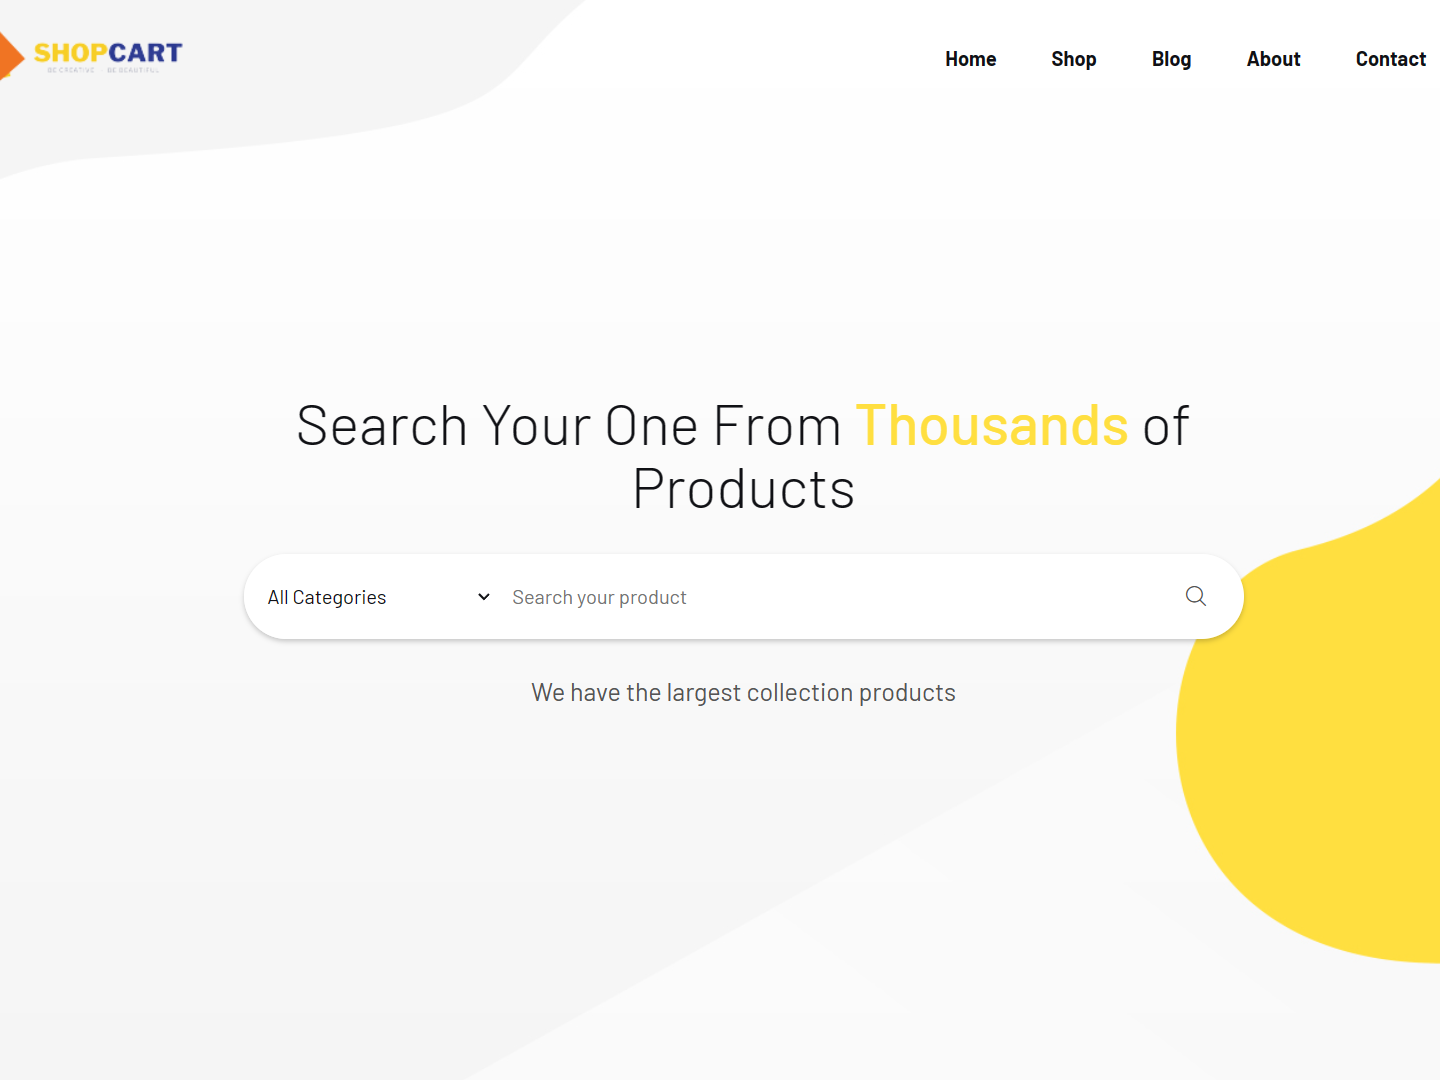 SHOPCART
BE CREATIVE BE BEAUTIFUL
Home Shop Blog About Contact
Search Your One From Thousands of
Products
All Categories Search your product
We have the largest collection products